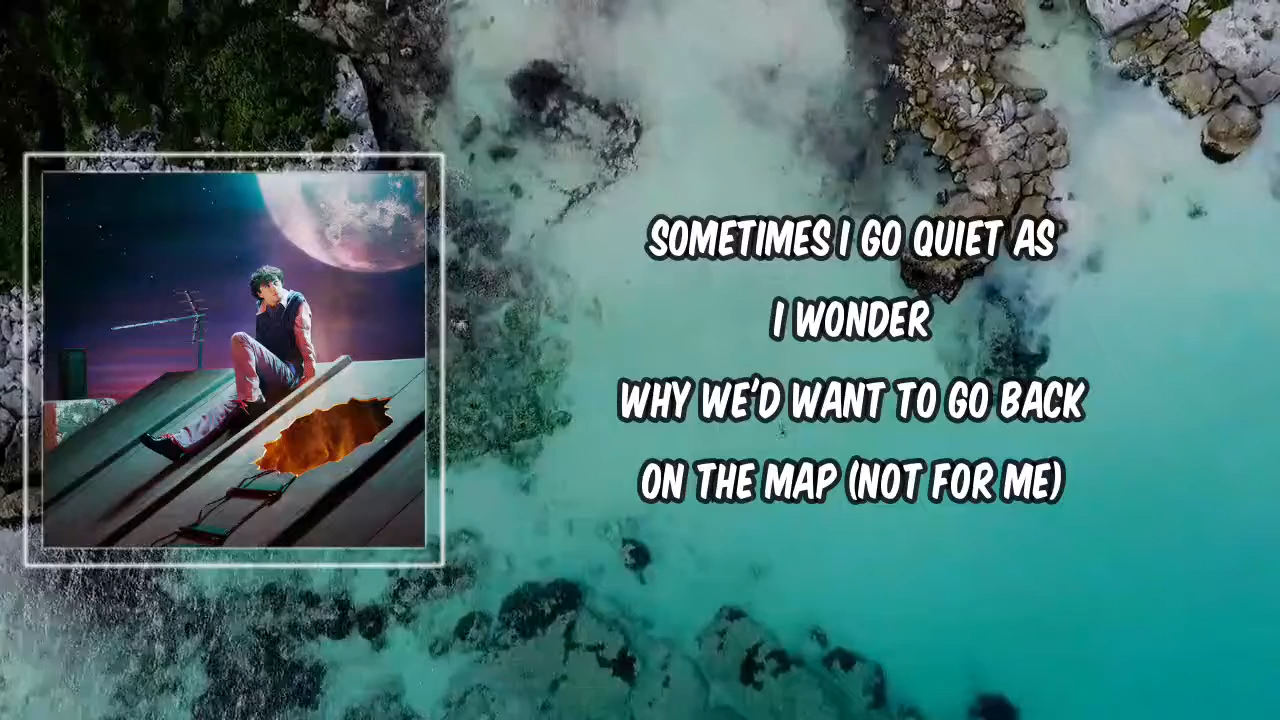 SOMETIMES I GO QUIET AS
I WONDER
WHY WE'D WANT TO GO BACK
ON THE MAP (NOT FOR ME)